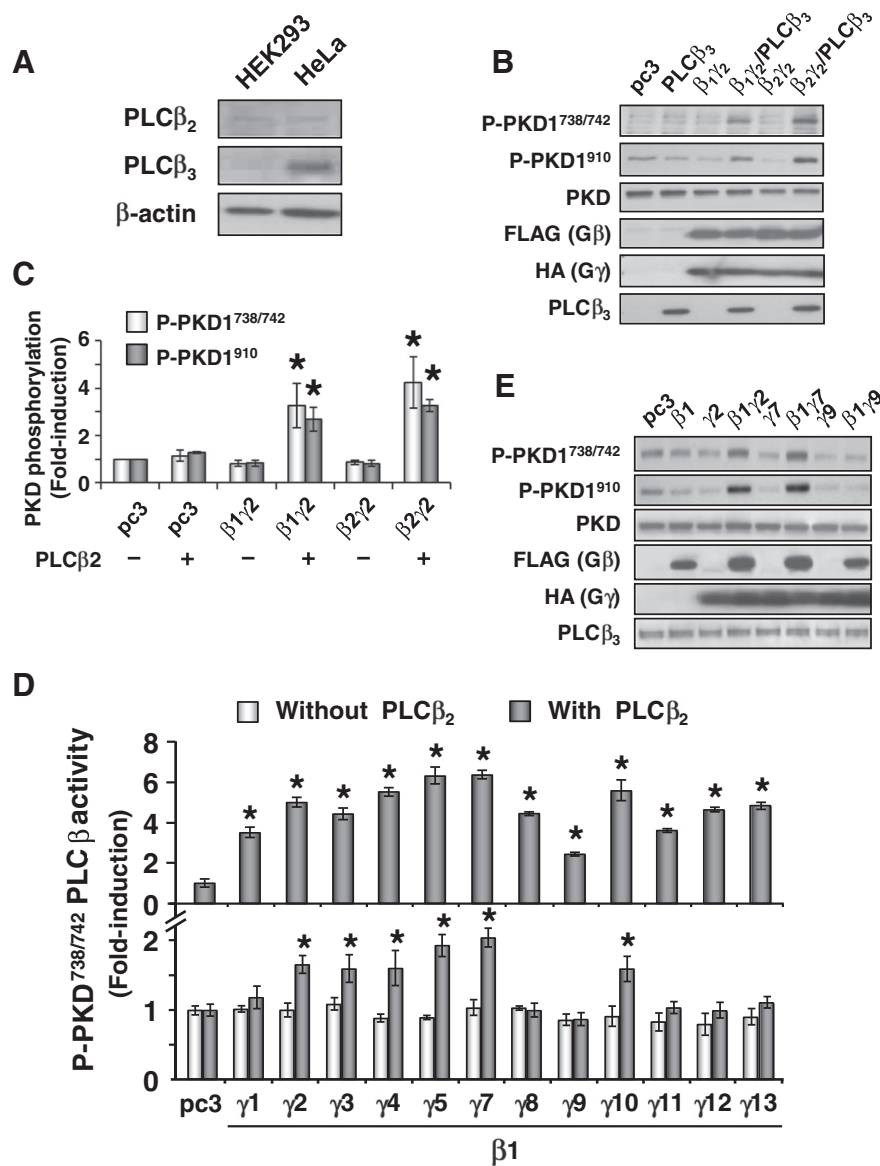 A
HEK293
HeLa
PLCβ2
PLCβ3
β-actin
B
pc3
PLCβ3
β1γ2
β1γ2/PLCβ3
β2γ2
β2γ2/PLCβ3
P-PKD1738/742
P-PKD1910
PKD
FLAG (Gβ)
HA (Gγ)
PLCβ3
C
P-PKD1738/742
P-PKD1910
PKD phosphorylation
(Fold-induction)
6
4
2
0
* * * *
pc3 pc3 β1γ2 β1γ2 β2γ2 β2γ2
PLCβ2 − + − + − +
E
pc3
β1
γ2
β1γ2
γ7
β1γ7
γ9
β1γ9
P-PKD1738/742
P-PKD1910
PKD
FLAG (Gβ)
HA (Gγ)
PLCβ3
D
Without PLCβ2
With PLCβ2
P-PKD738/742 PLC β activity
(Fold-induction)
8
6
4
2
0
* * * * * * * * * * * *
2
1
0
* * * * * *
pc3 γ1 γ2 γ3 γ4 γ5 γ7 γ8 γ9 γ10 γ11 γ12 γ13
β1